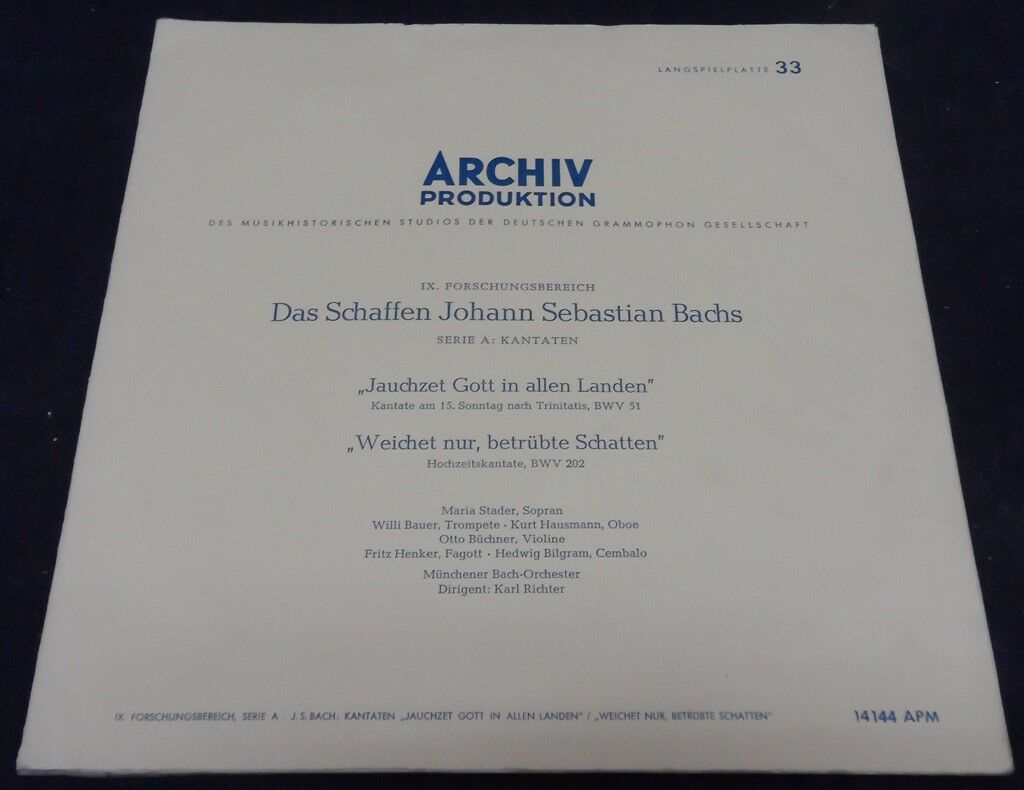 LANGSPIELPLATTE 33
ARCHIV
PRODUKTION
DES MUSIKHISTORISCHEN STUDIOS DER DEUTSCHEN GRAMMOPHON GESELLSCHAFT
IX. FORSCHUNGSBEREICH
Das Schaffen Johann Sebastian Bachs
SERIE A: KANTATEN
„Jauchzet Gott in allen Landen”
Kantate am 15. Sonntag nach Trinitatis, BWV 51
„Weichet nur, betrübte Schatten”
Hochzeitskantate, BWV 202
Maria Stader, Sopran
Willi Bauer, Trompete · Kurt Hausmann, Oboe
Otto Büchner, Violine
Fritz Henker, Fagott · Hedwig Bilgram, Cembalo
Münchener Bach-Orchester
Dirigent: Karl Richter
IX. FORSCHUNGSBEREICH, SERIE A · J. S. BACH: KANTATEN „JAUCHZET GOTT IN ALLEN LANDEN” / „WEICHET NUR, BETRÜBTE SCHATTEN” 14144 APM